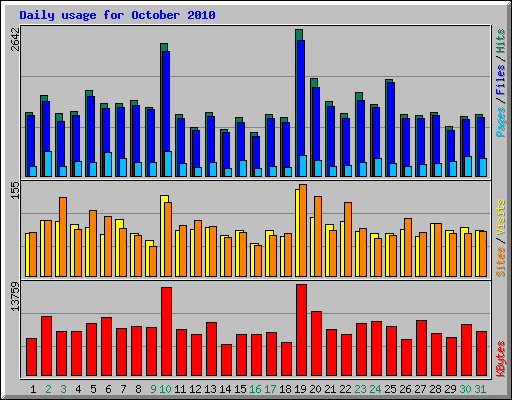 Daily usage for October 2010
2642
Pages / Files / Hits
155
Sites / Visits
13759
KBytes
1 2 3 4 5 6 7 8 9 10 11 12 13 14 15 16 17 18 19 20 21 22 23 24 25 26 27 28 29 30 31